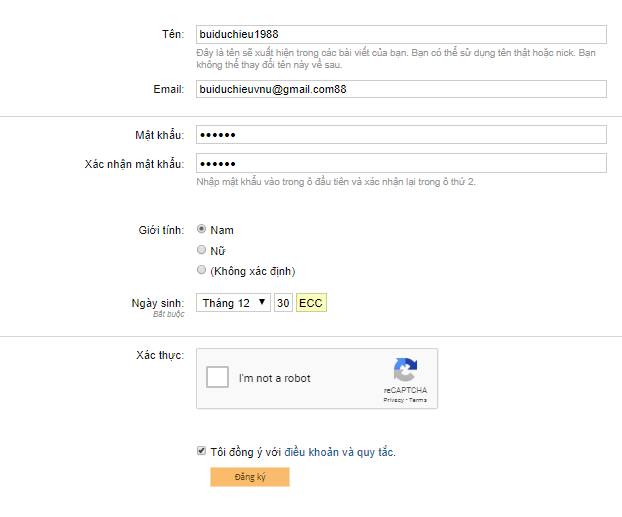 Tên: buiduchieu1988
Đây là tên sẽ xuất hiện trong các bài viết của bạn. Bạn có thể sử dụng tên thật hoặc nick. Bạn
không thể thay đổi tên này về sau.
Email: buiduchieuvnu@gmail.com88
Mật khẩu: ••••••
Xác nhận mật khẩu: ••••••
Nhập mật khẩu vào trong ô đầu tiên và xác nhận lại trong ô thứ 2.
Giới tính: Nam
Nữ
(Không xác định)
Ngày sinh: Tháng 12 30 ECC
Bắt buộc
Xác thực:
I'm not a robot
reCAPTCHA
Privacy - Terms
Tôi đồng ý với điều khoản và quy tắc.
Đăng ký